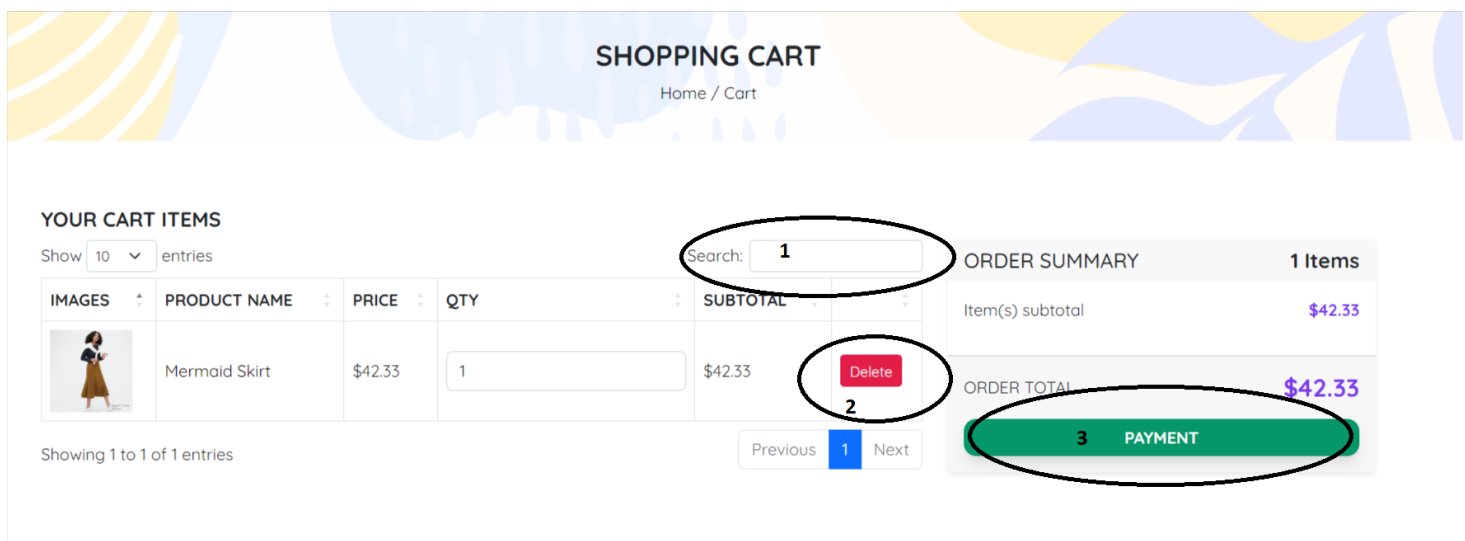 SHOPPING CART
Home / Cart
YOUR CART ITEMS
Show 10 entries
Search: 1
IMAGES PRODUCT NAME PRICE QTY SUBTOTAL
Mermaid Skirt $42.33 1 $42.33 Delete
2
Showing 1 to 1 of 1 entries
Previous 1 Next
ORDER SUMMARY 1 Items
Item(s) subtotal $42.33
ORDER TOTAL $42.33
3 PAYMENT